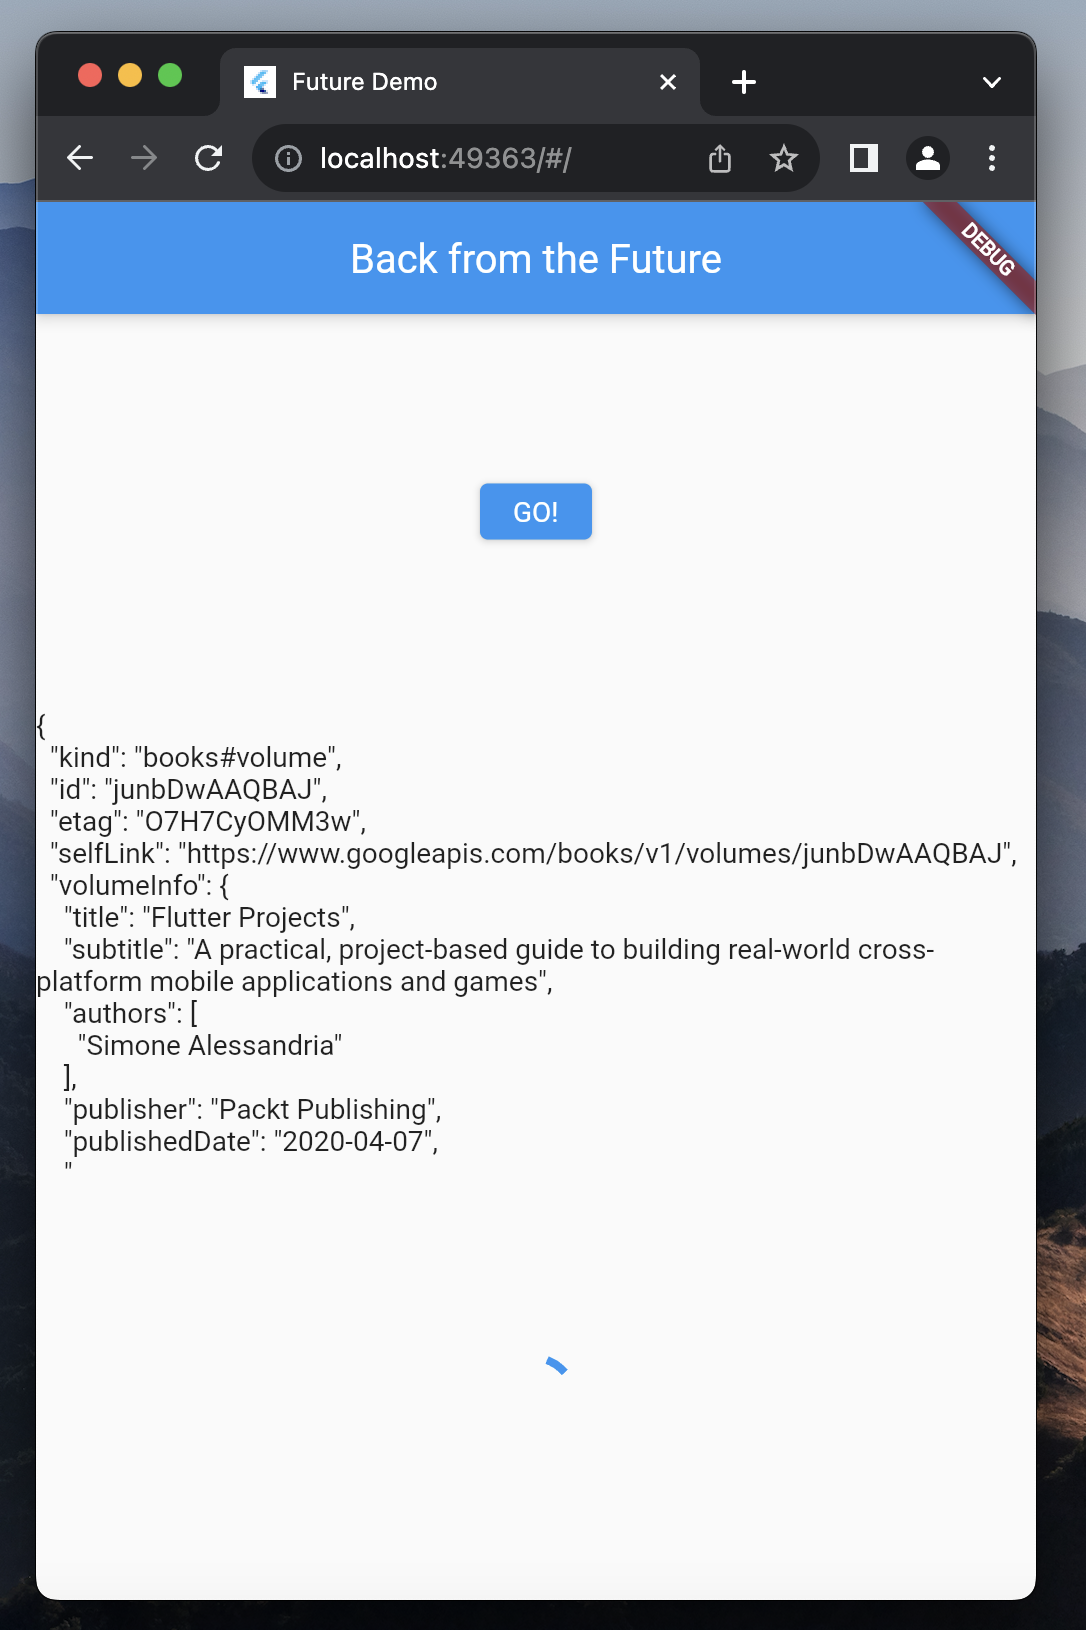 Future Demo
localhost:49363/#/
Back from the Future
DEBUG
GO!
{
"kind": "books#volume",
"id": "junbDwAAQBAJ",
"etag": "O7H7CyOMM3w",
"selfLink": "https://www.googleapis.com/books/v1/volumes/junbDwAAQBAJ",
"volumeInfo": {
"title": "Flutter Projects",
"subtitle": "A practical, project-based guide to building real-world cross-
platform mobile applications and games",
"authors": [
"Simone Alessandria"
],
"publisher": "Packt Publishing",
"publishedDate": "2020-04-07",
"